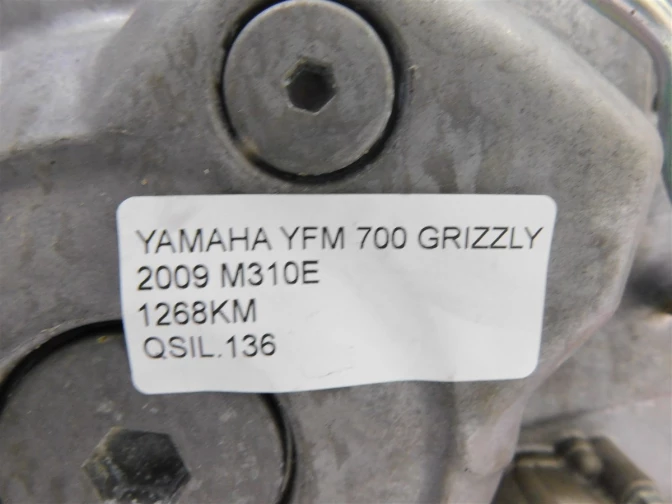 YAMAHA YFM 700 GRIZZLY
2009 M310E
1268KM
QSIL.136